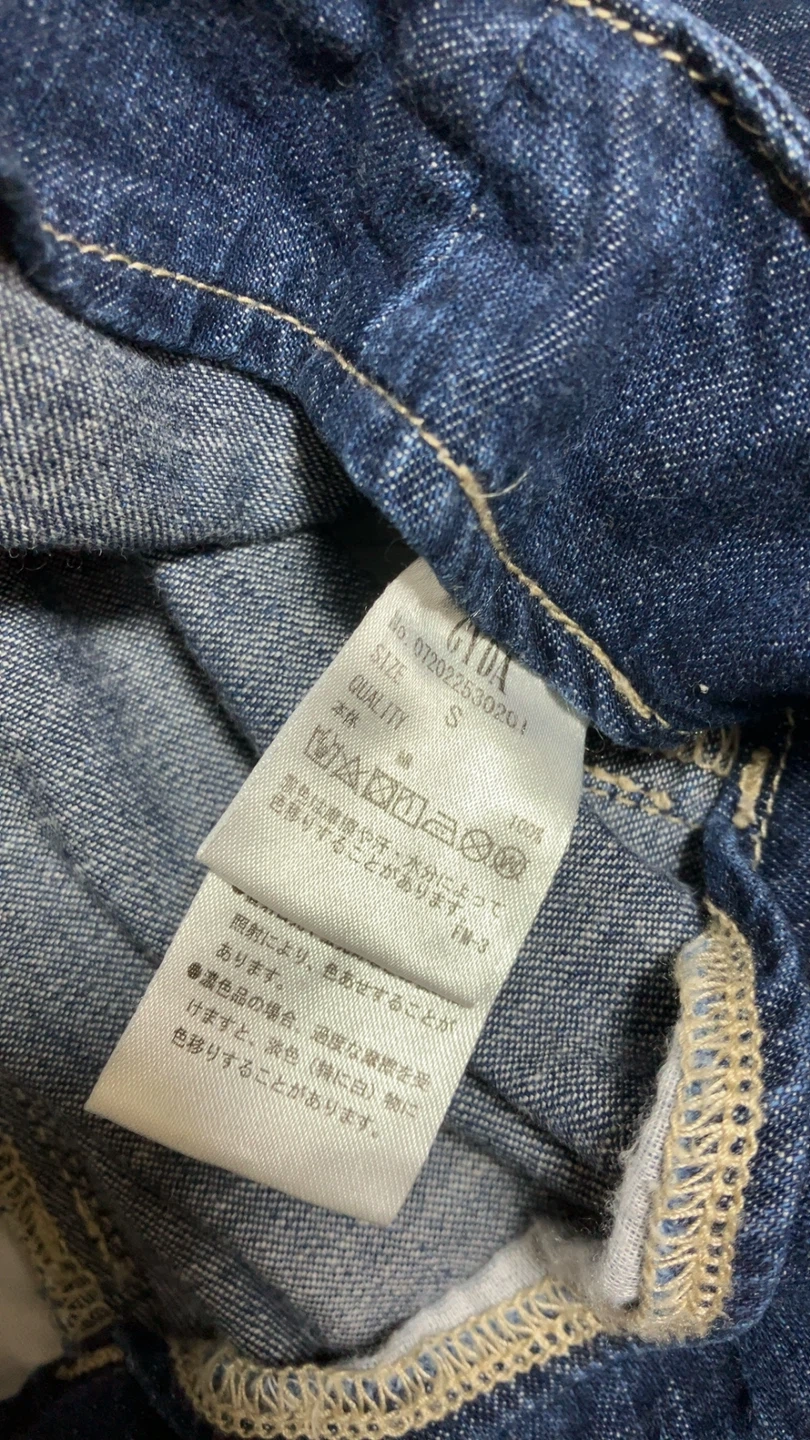 GYDA
No. 072022530201
SIZE S
QUALITY
本体
綿 100%
濃色は摩擦や汗・水分によって
色移りすることがあります。
FM-3
照射により、色あせすることが
あります。
●濃色品の場合、過度な摩擦を受
けますと、淡色（特に白）物に
色移りすることがあります。